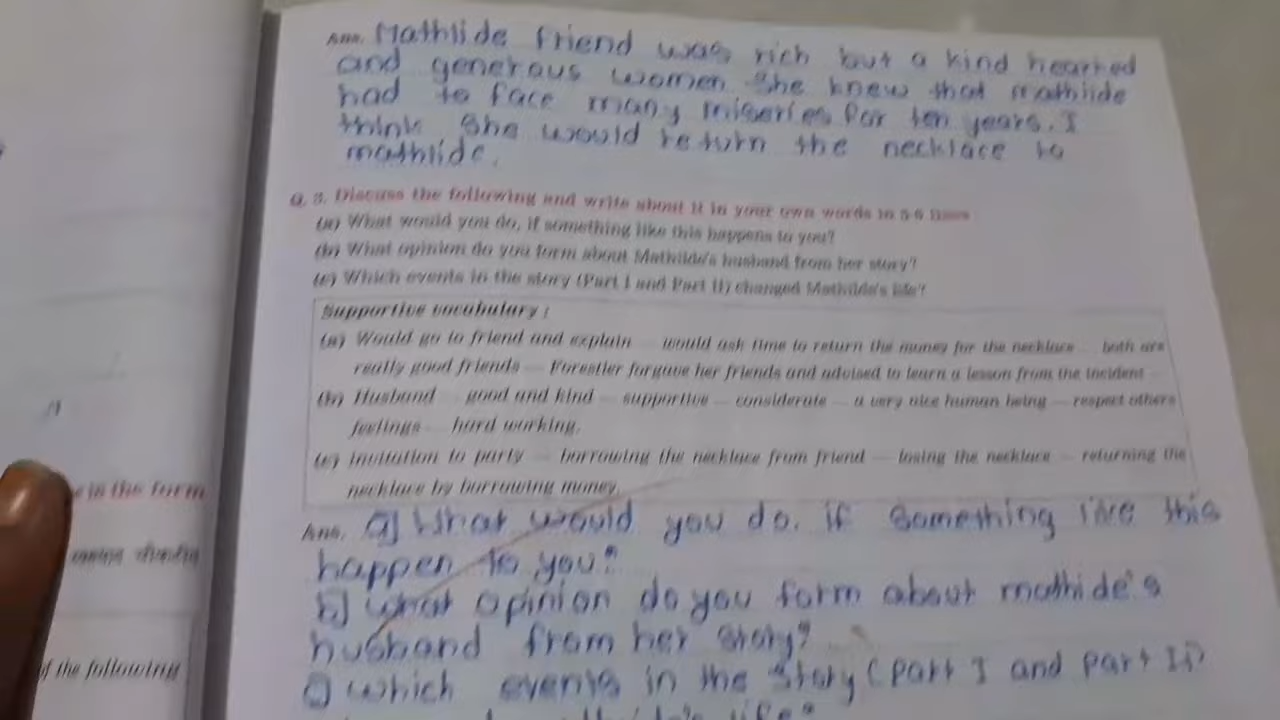 Ans. Mathlide friend was rich but a kind hearted
and generous women she knew that mathlide
had to face many miseries for ten years. I
think she would return the necklace to
mathlide.
Q. 3. Discuss the following and write about it in your own words in 5-6 lines
(a) What would you do, if something like this happens to you?
(b) What opinion do you form about Mathilde's husband from her story?
(c) Which events in the story (Part I and Part II) changed Mathilde's life?
Supportive vocabulary :
(a) Would go to friend and explain — would ask time to return the money for the necklace — both are
really good friends — Forestier forgave her friends and advised to learn a lesson from the incident —
(b) Husband — good and kind — supportive — considerate — a very nice human being — respect others
feelings — hard working.
(c) Invitation to party — borrowing the necklace from friend — losing the necklace — returning the
necklace by borrowing money.
Ans. a] What would you do. if something like this
happen to you?
b] what opinion do you form about mathide's
husband from her story?
c) which events in the story (part I and part II)
life?
in the form
of the following